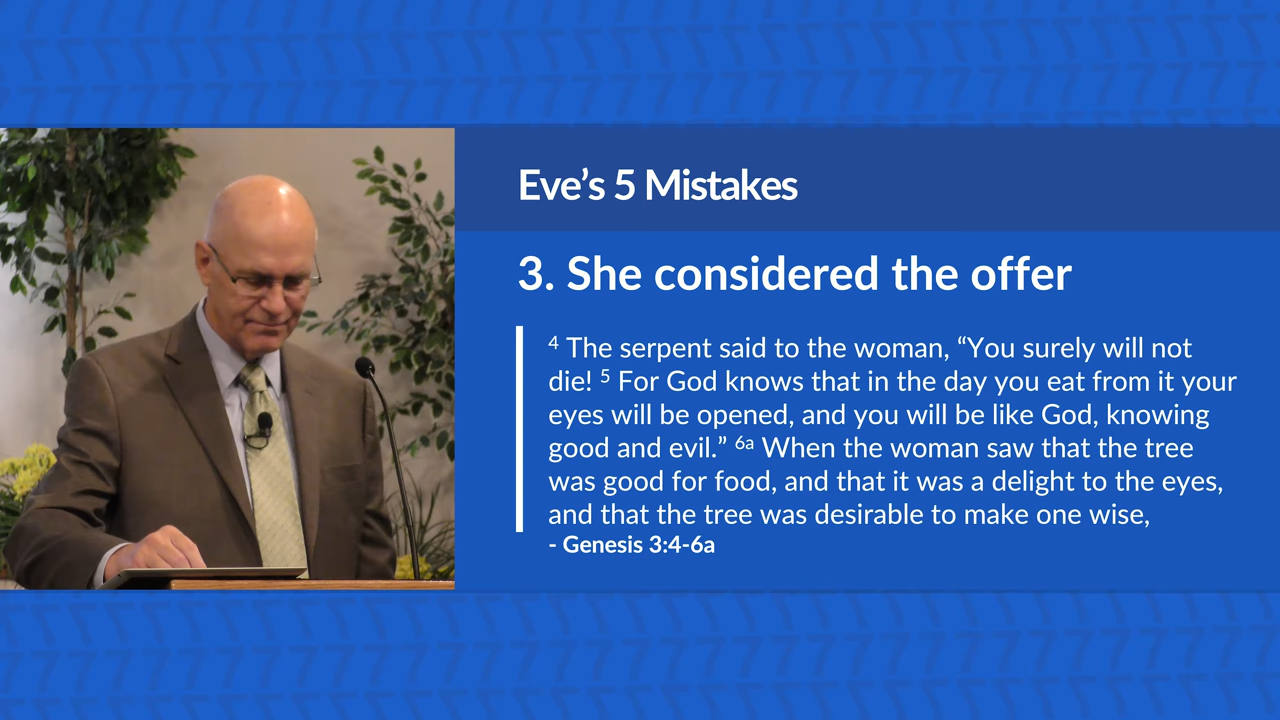 Eve’s 5 Mistakes
3. She considered the offer
4 The serpent said to the woman, “You surely will not
die! 5 For God knows that in the day you eat from it your
eyes will be opened, and you will be like God, knowing
good and evil.” 6a When the woman saw that the tree
was good for food, and that it was a delight to the eyes,
and that the tree was desirable to make one wise,
- Genesis 3:4-6a